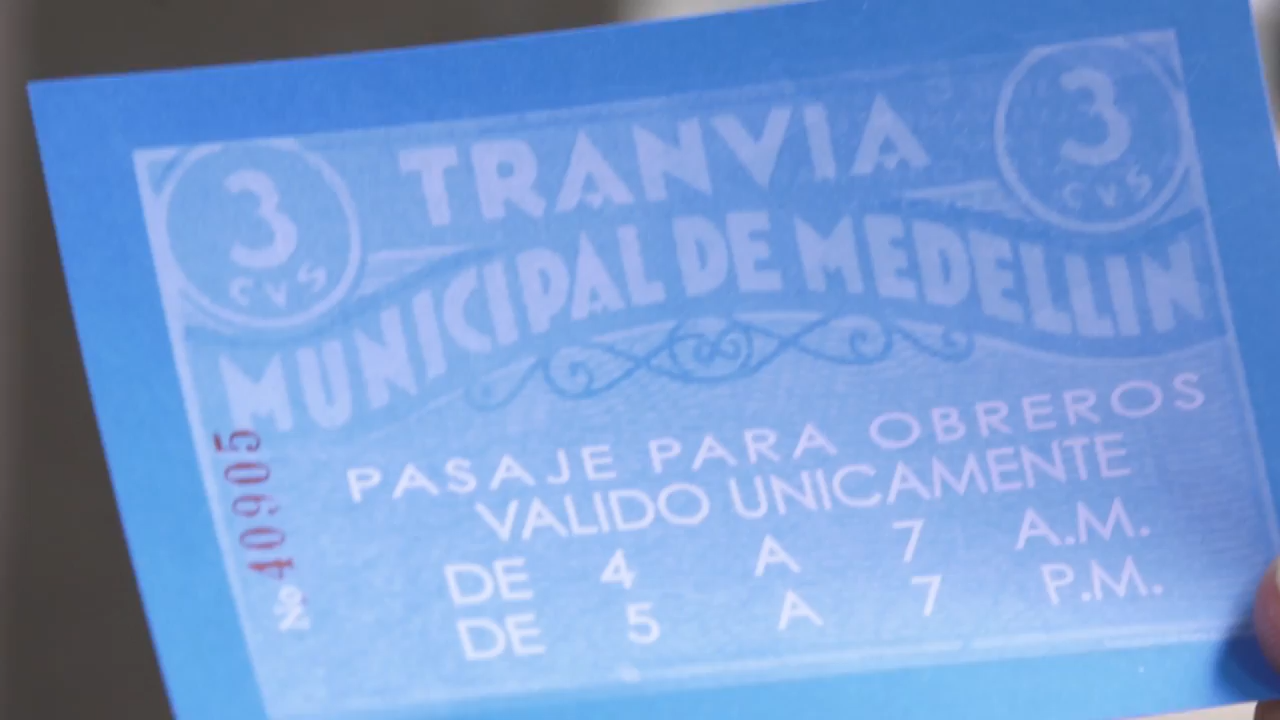 3 CVS
TRANVIA
3 CVS
MUNICIPAL DE MEDELLIN
PASAJE PARA OBREROS
VALIDO UNICAMENTE
DE 4 A 7 A.M.
DE 5 A 7 P.M.
No 40605